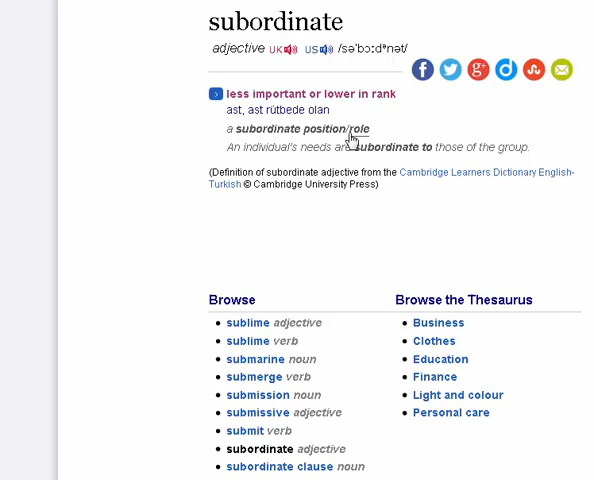 subordinate
adjective UK US /səˈbɔːdᵊnət/
less important or lower in rank
ast, ast rütbede olan
a subordinate position/role
An individual's needs are subordinate to those of the group.
(Definition of subordinate adjective from the Cambridge Learners Dictionary English-
Turkish © Cambridge University Press)
Browse
sublime adjective
sublime verb
submarine noun
submerge verb
submission noun
submissive adjective
submit verb
subordinate adjective
subordinate clause noun
Browse the Thesaurus
Business
Clothes
Education
Finance
Light and colour
Personal care